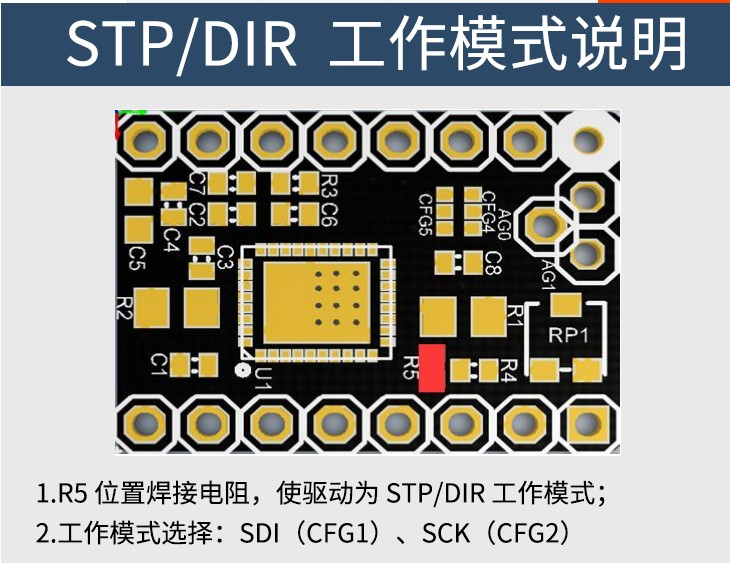 STP/DIR 工作模式说明
C7
R3
C2
C6
C4
C5
C3
CFG5
CFG4
AG0
C8
AG1
R2
R1
RP1
C1
U1
R5
R4
1.R5 位置焊接电阻，使驱动为 STP/DIR 工作模式；
2.工作模式选择：SDI（CFG1）、SCK（CFG2）